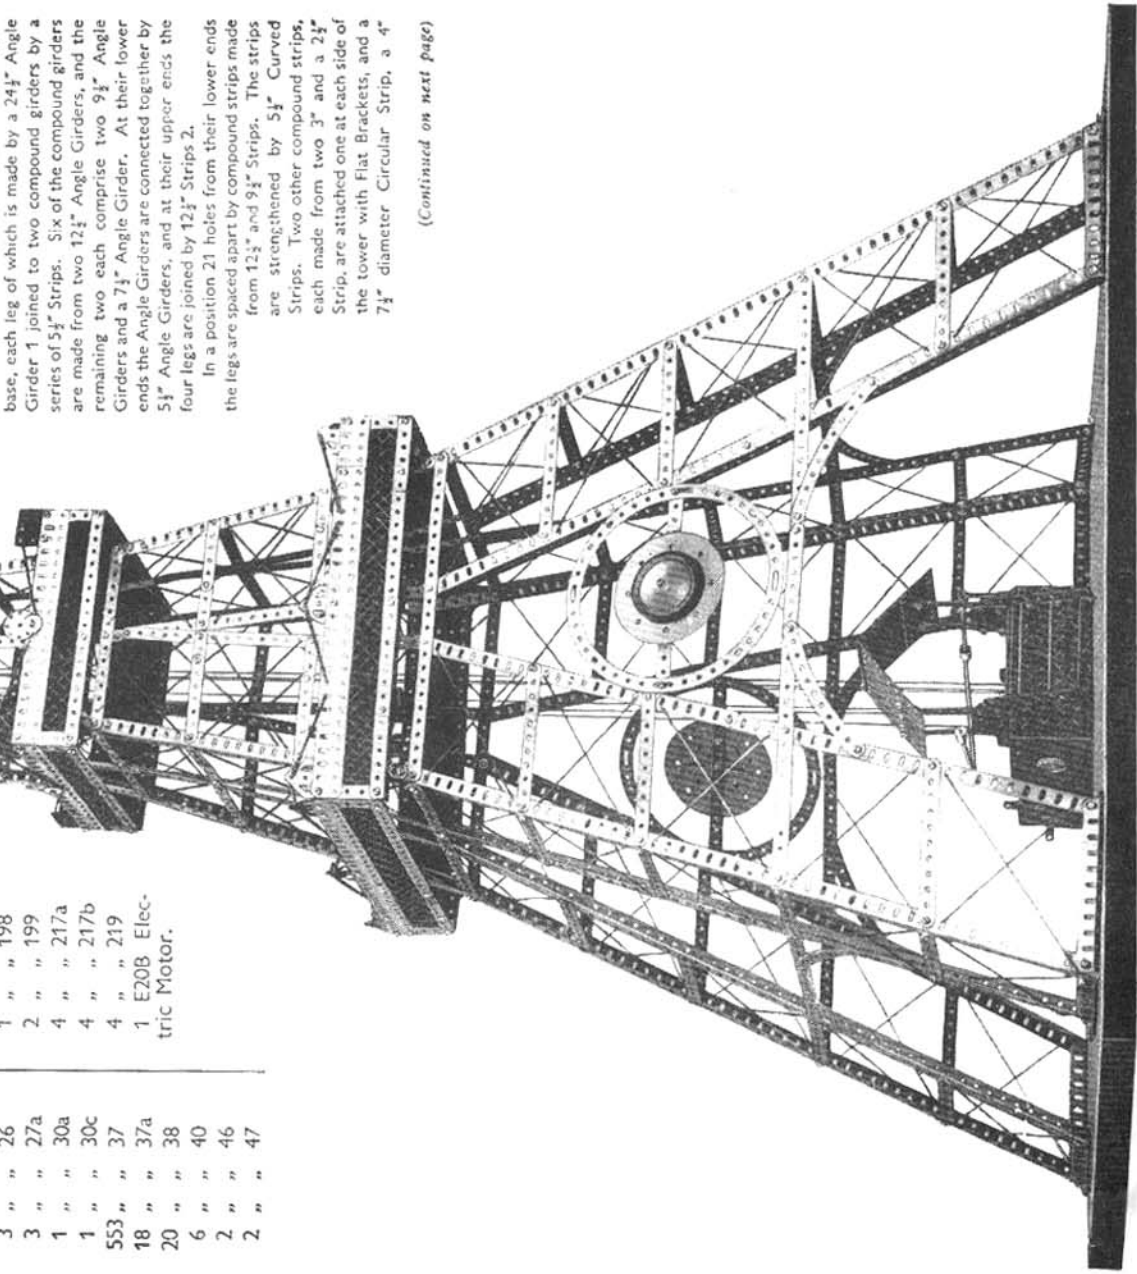 3 „ „ 26
3 „ „ 27a
1 „ „ 30a
1 „ „ 30c
553 „ „ 37
18 „ „ 37a
20 „ „ 38
6 „ „ 40
2 „ „ 46
2 „ „ 47
1 „ „ 198
2 „ „ 199
4 „ „ 217a
4 „ „ 217b
4 „ „ 219
1 E20B Elec-
tric Motor.
base, each leg of which is made by a 24½″ Angle
Girder 1 joined to two compound girders by a
series of 5½″ Strips. Six of the compound girders
are made from two 12½″ Angle Girders, and the
remaining two each comprise two 9½″ Angle
Girders and a 7½″ Angle Girder. At their lower
ends the Angle Girders are connected together by
5½″ Angle Girders, and at their upper ends the
four legs are joined by 12½″ Strips 2.
In a position 21 holes from their lower ends
the legs are spaced apart by compound strips made
from 12½″ and 9½″ Strips. The strips
are strengthened by 5½″ Curved
Strips. Two other compound strips,
each made from two 3″ and a 2½″
Strip, are attached one at each side of
the tower with Flat Brackets, and a
7½″ diameter Circular Strip, a 4″
(Continued on next page)